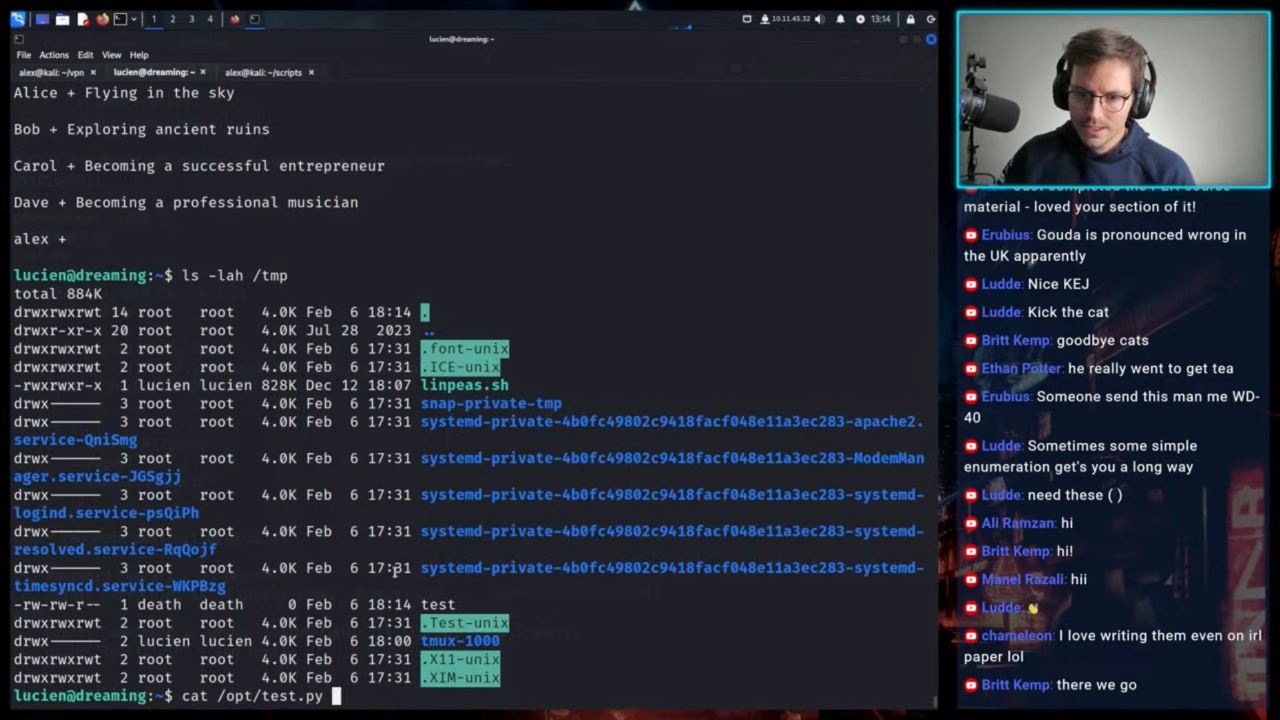 1 2 3 4
10.11.45.32
13:14
lucien@dreaming: ~
File Actions Edit View Help
alex@kali: ~/vpn × lucien@dreaming: ~ × alex@kali: ~/scripts ×
Alice + Flying in the sky
Bob + Exploring ancient ruins
Carol + Becoming a successful entrepreneur
Dave + Becoming a professional musician
alex +
lucien@dreaming:~$ ls -lah /tmp
total 884K
drwxrwxrwt 14 root root 4.0K Feb 6 18:14 .
drwxr-xr-x 20 root root 4.0K Jul 28 2023 ..
drwxrwxrwt 2 root root 4.0K Feb 6 17:31 .font-unix
drwxrwxrwt 2 root root 4.0K Feb 6 17:31 .ICE-unix
-rwxrwxr-x 1 lucien lucien 828K Dec 12 18:07 linpeas.sh
drwx------ 3 root root 4.0K Feb 6 17:31 snap-private-tmp
drwx------ 3 root root 4.0K Feb 6 17:31 systemd-private-4b0fc49802c9418facf048e11a3ec283-apache2.
service-QniSmg
drwx------ 3 root root 4.0K Feb 6 17:31 systemd-private-4b0fc49802c9418facf048e11a3ec283-ModemMan
ager.service-JGSgjj
drwx------ 3 root root 4.0K Feb 6 17:31 systemd-private-4b0fc49802c9418facf048e11a3ec283-systemd-
logind.service-psQiPh
drwx------ 3 root root 4.0K Feb 6 17:31 systemd-private-4b0fc49802c9418facf048e11a3ec283-systemd-
resolved.service-RqQojf
drwx------ 3 root root 4.0K Feb 6 17:31 systemd-private-4b0fc49802c9418facf048e11a3ec283-systemd-
timesyncd.service-WKPBzg
-rw-rw-r-- 1 death death 0 Feb 6 18:14 test
drwxrwxrwt 2 root root 4.0K Feb 6 17:31 .Test-unix
drwx------ 2 lucien lucien 4.0K Feb 6 18:00 tmux-1000
drwxrwxrwt 2 root root 4.0K Feb 6 17:31 .X11-unix
drwxrwxrwt 2 root root 4.0K Feb 6 17:31 .XIM-unix
lucien@dreaming:~$ cat /opt/test.py
material - loved your section of it!
Erubius: Gouda is pronounced wrong in
the UK apparently
Ludde: Nice KEJ
Ludde: Kick the cat
Britt Kemp: goodbye cats
Ethan Potter: he really went to get tea
Erubius: Someone send this man me WD-
40
Ludde: Sometimes some simple
enumeration get's you a long way
Ludde: need these ( )
Ali Ramzan: hi
Britt Kemp: hi!
Manel Razali: hii
Ludde: 👋
chameleon: I love writing them even on irl
paper lol
Britt Kemp: there we go